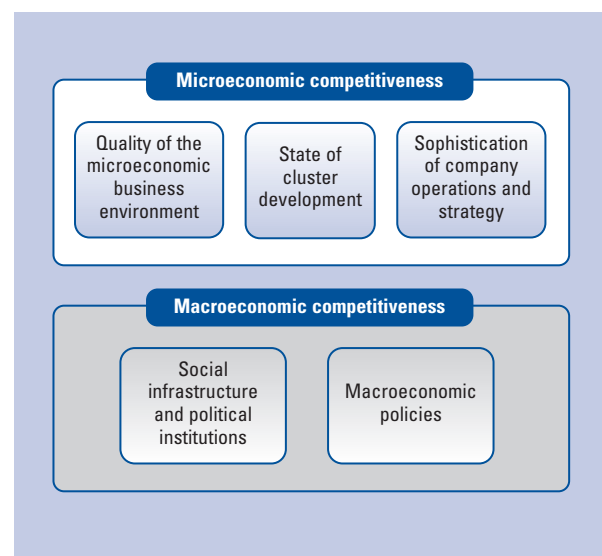 Microeconomic competitiveness
Quality of the
microeconomic
business
environment
State of
cluster
development
Sophistication
of company
operations and
strategy
Macroeconomic competitiveness
Social
infrastructure
and political
institutions
Macroeconomic
policies